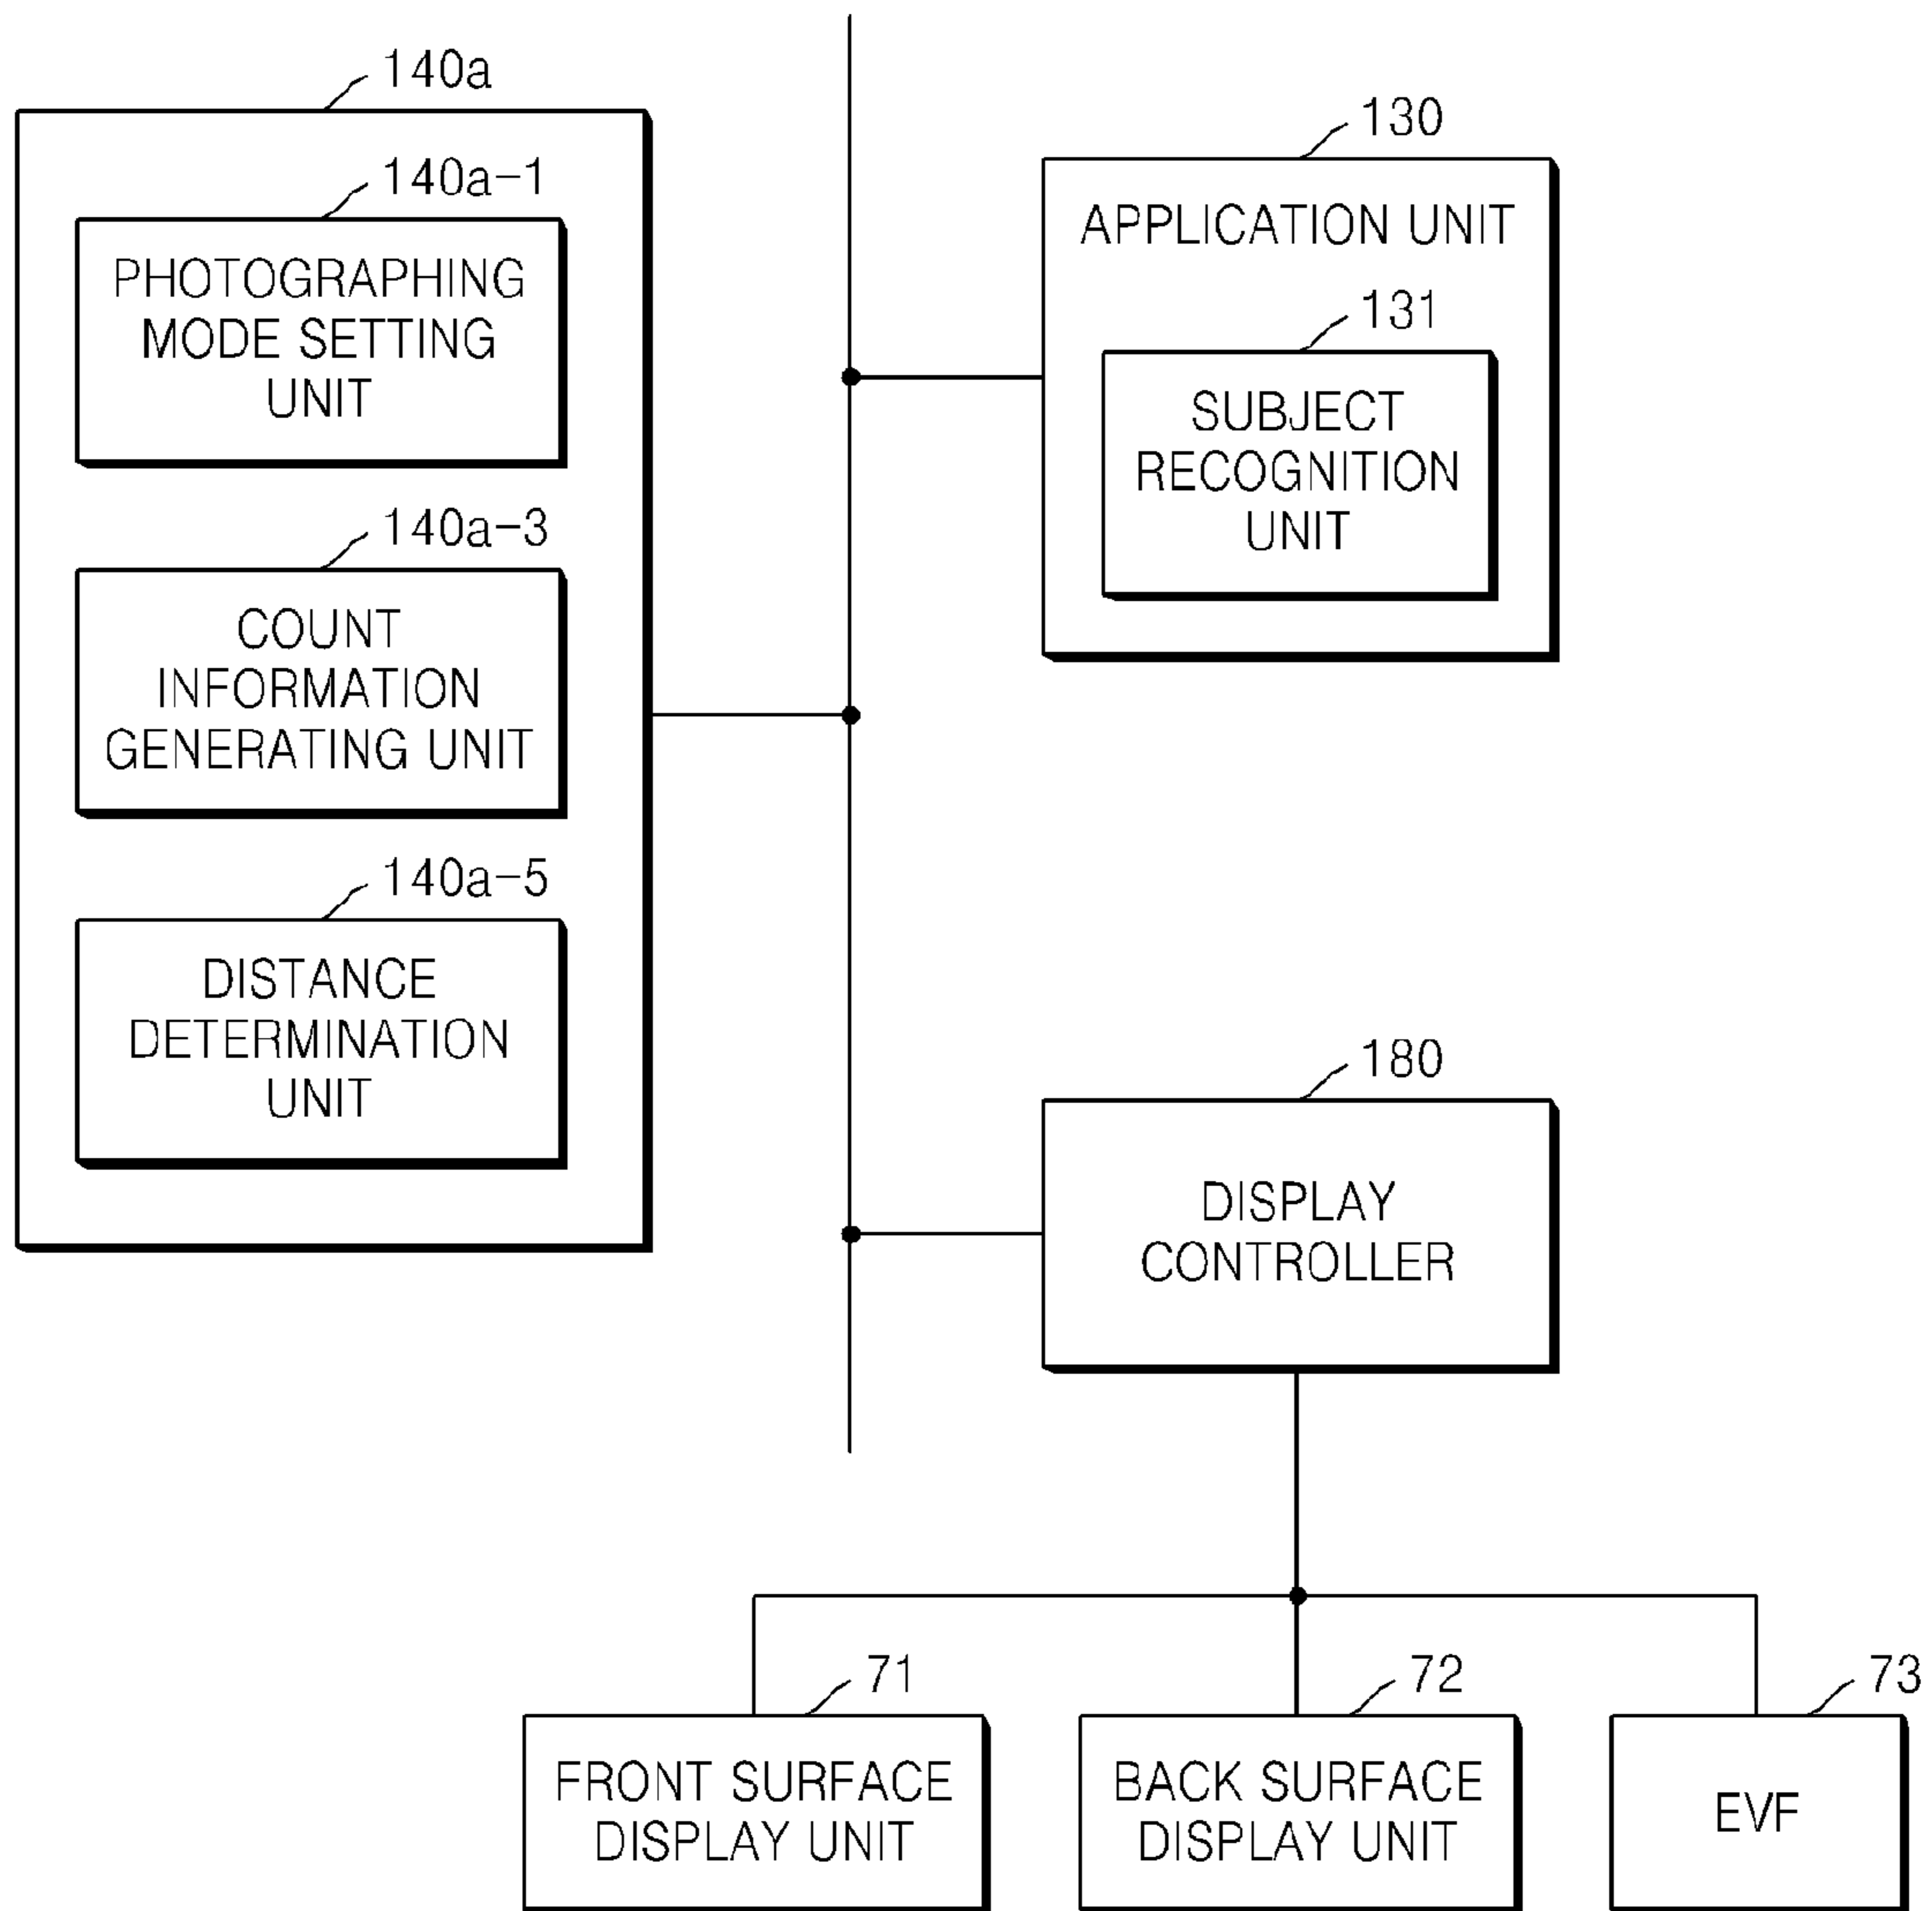 140a
140a-1
PHOTOGRAPHING
MODE SETTING
UNIT
140a-3
COUNT
INFORMATION
GENERATING UNIT
140a-5
DISTANCE
DETERMINATION
UNIT
130
APPLICATION UNIT
131
SUBJECT
RECOGNITION
UNIT
180
DISPLAY
CONTROLLER
71
FRONT SURFACE
DISPLAY UNIT
72
BACK SURFACE
DISPLAY UNIT
73
EVF